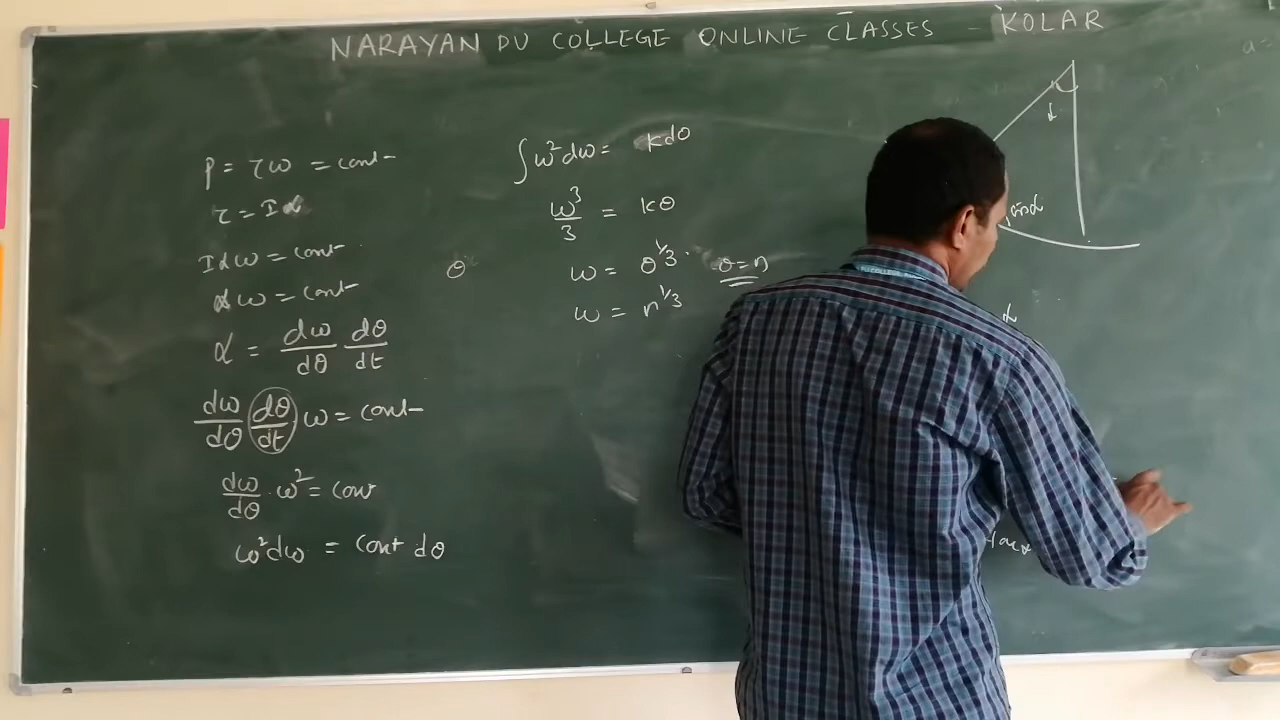 NARAYAN PU COLLEGE ONLINE CLASSES - KOLAR
a =
P = τω = cont
τ = Iα
Iαω = cont
αω = cont
α = dω/dθ dθ/dt
dω/dθ dθ/dt ω = cont
dω/dθ · ω² = con
ω²dω = cont dθ
θ
∫ω²dω = kdθ
ω³/3 = kθ
ω = θ^1/3 . θ = n
ω = n^1/3
α
α
PU COLLEGE